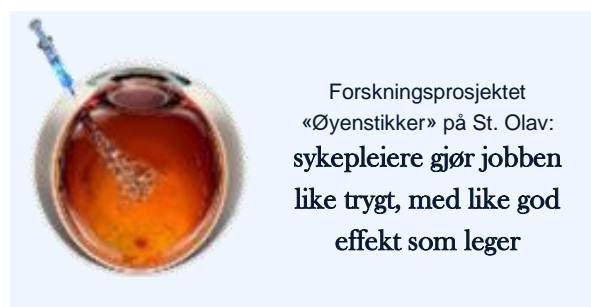 Forskningsprosjektet
«Øyenstikker» på St. Olav:
sykepleiere gjør jobben
like trygt, med like god
effekt som leger